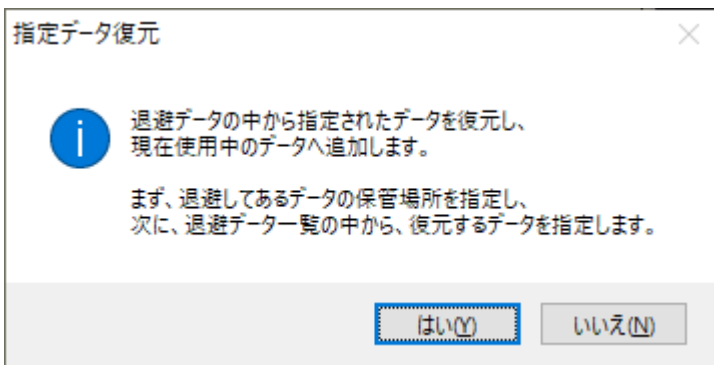 指定データ復元
退避データの中から指定されたデータを復元し、
現在使用中のデータへ追加します。
まず、退避してあるデータの保管場所を指定し、
次に、退避データ一覧の中から、復元するデータを指定します。
はい(Y)
いいえ(N)